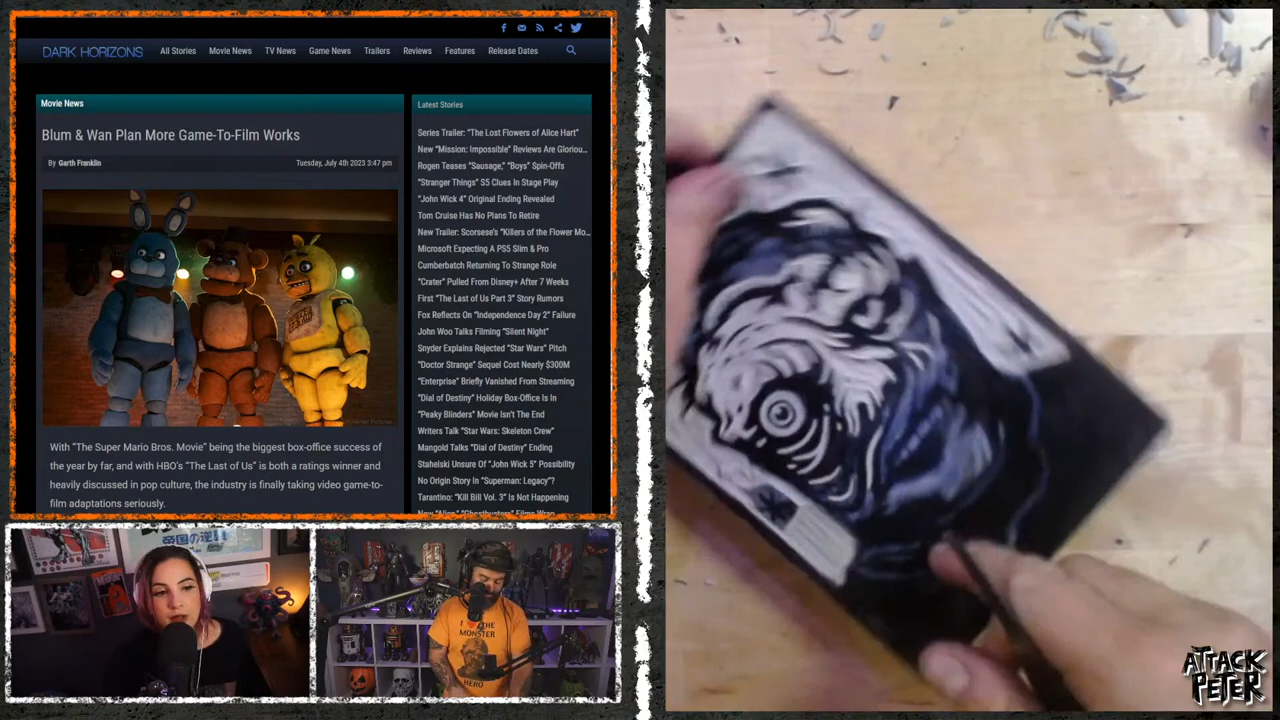 DARK HORIZONS
All Stories
Movie News
TV News
Game News
Trailers
Reviews
Features
Release Dates
Movie News
Blum & Wan Plan More Game-To-Film Works
By Garth Franklin
Tuesday, July 4th 2023 3:47 pm
With "The Super Mario Bros. Movie" being the biggest box-office success of
the year by far, and with HBO's "The Last of Us" is both a ratings winner and
heavily discussed in pop culture, the industry is finally taking video game-to-
film adaptations seriously.
Latest Stories
Series Trailer: "The Lost Flowers of Alice Hart"
New "Mission: Impossible" Reviews Are Gloriou...
Rogen Teases "Sausage," "Boys" Spin-Offs
"Stranger Things" S5 Clues In Stage Play
"John Wick 4" Original Ending Revealed
Tom Cruise Has No Plans To Retire
New Trailer: Scorsese's "Killers of the Flower Mo...
Microsoft Expecting A PS5 Slim & Pro
Cumberbatch Returning To Strange Role
"Crater" Pulled From Disney+ After 7 Weeks
First "The Last of Us Part 3" Story Rumors
Fox Reflects On "Independence Day 2" Failure
John Woo Talks Filming "Silent Night"
Snyder Explains Rejected "Star Wars" Pitch
"Doctor Strange" Sequel Cost Nearly $300M
"Enterprise" Briefly Vanished From Streaming
"Dial of Destiny" Holiday Box-Office Is In
"Peaky Blinders" Movie Isn't The End
Writers Talk "Star Wars: Skeleton Crew"
Mangold Talks "Dial of Destiny" Ending
Stahelski Unsure Of "John Wick 5" Possibility
No Origin Story In "Superman: Legacy"?
Tarantino: "Kill Bill Vol. 3" Is Not Happening
帝国の逆襲
THE
MONSTER
HERO
ATTACK
PETER